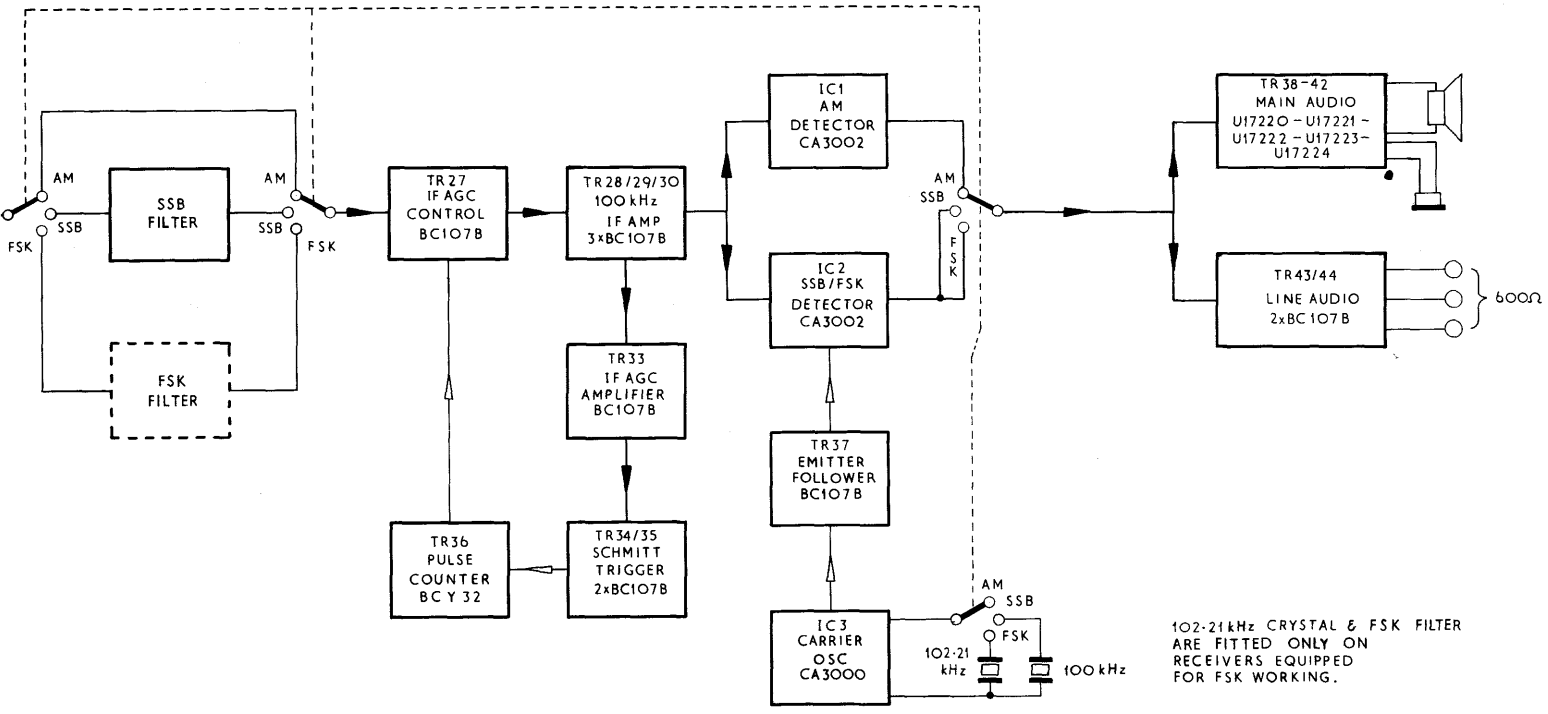 AM
SSB
FSK
SSB
FILTER
FSK
FILTER
AM
SSB
FSK
TR27
IF AGC
CONTROL
BC107B
TR28/29/30
100 kHz
IF AMP
3xBC107B
TR33
IF AGC
AMPLIFIER
BC107B
TR34/35
SCHMITT
TRIGGER
2xBC107B
TR36
PULSE
COUNTER
BCY32
IC1
AM
DETECTOR
CA3002
IC2
SSB/FSK
DETECTOR
CA3002
TR37
EMITTER
FOLLOWER
BC107B
IC3
CARRIER
OSC
CA3000
AM
SSB
FSK
AM
SSB
FSK
102·21
kHz
100 kHz
TR38-42
MAIN AUDIO
U17220-U17221-
U17222-U17223-
U17224
TR43/44
LINE AUDIO
2xBC107B
600Ω
102·21 kHz CRYSTAL & FSK FILTER
ARE FITTED ONLY ON
RECEIVERS EQUIPPED
FOR FSK WORKING.